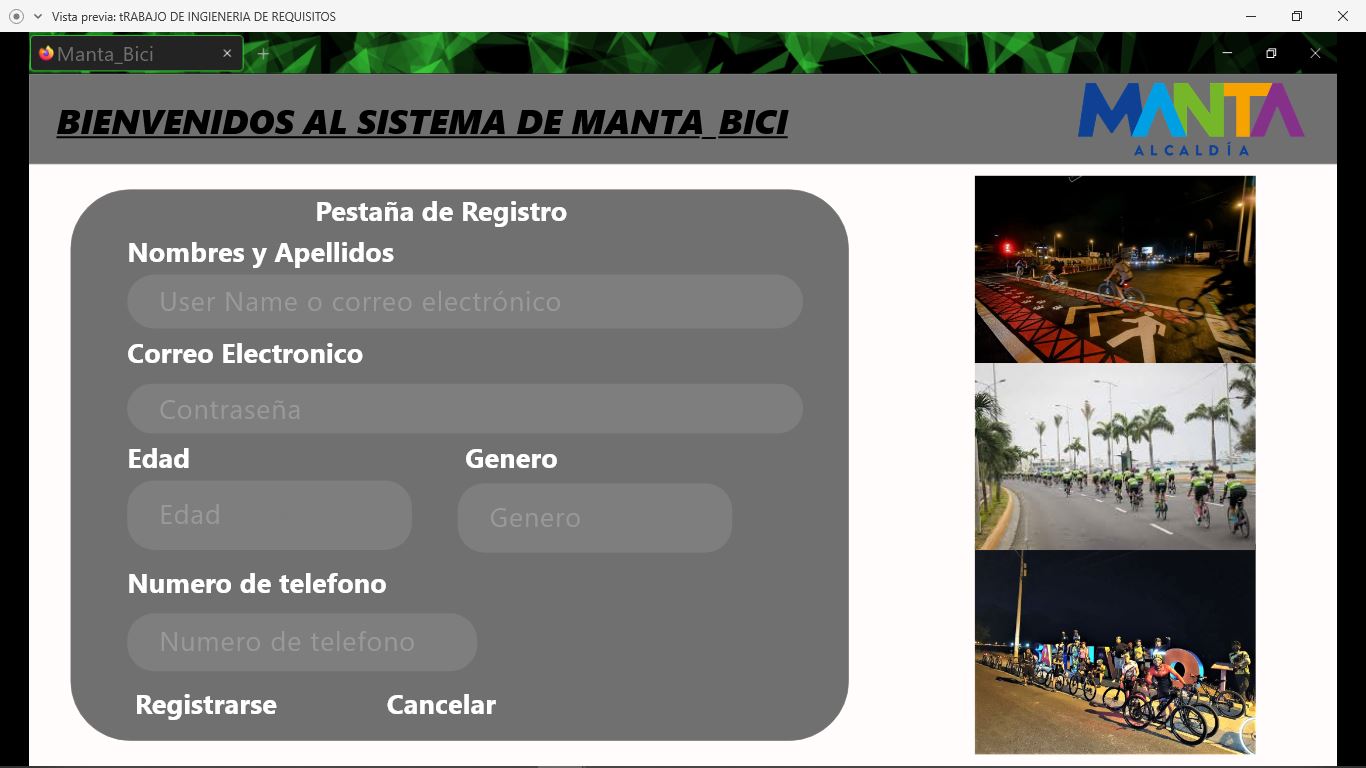 Vista previa: tRABAJO DE INGIENERIA DE REQUISITOS
Manta_Bici
BIENVENIDOS AL SISTEMA DE MANTA_BICI
MANTA
ALCALDÍA
Pestaña de Registro
Nombres y Apellidos
User Name o correo electrónico
Correo Electronico
Contraseña
Edad
Genero
Edad
Genero
Numero de telefono
Numero de telefono
Registrarse
Cancelar